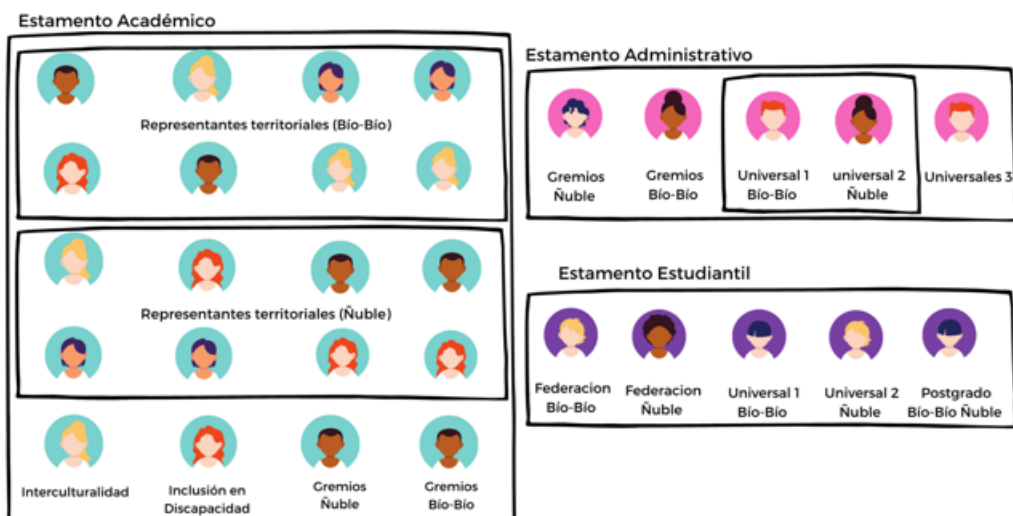 Estamento Académico
Representantes territoriales (Bío-Bío)
Representantes territoriales (Ñuble)
Interculturalidad
Inclusión en
Discapacidad
Gremios
Ñuble
Gremios
Bío-Bío
Estamento Administrativo
Gremios
Ñuble
Gremios
Bío-Bío
Universal 1
Bío-Bío
universal 2
Ñuble
Universales 3
Estamento Estudiantil
Federacion
Bío-Bío
Federacion
Ñuble
Universal 1
Bío-Bío
Universal 2
Ñuble
Postgrado
Bío-Bío Ñuble